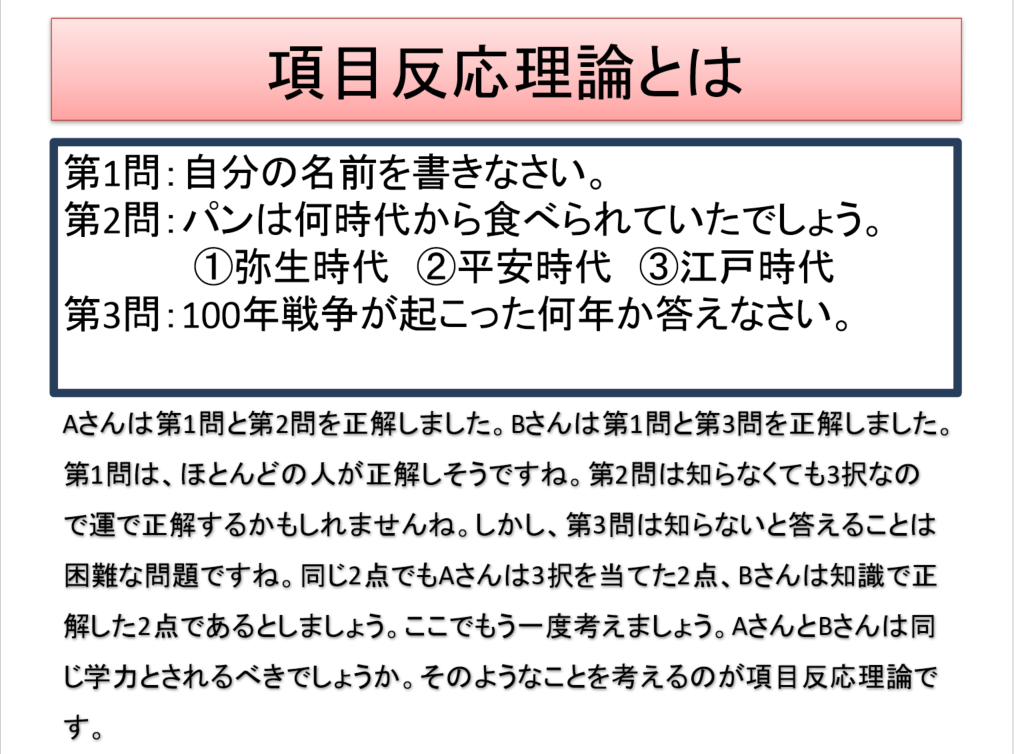 項目反応理論とは
第1問：自分の名前を書きなさい。
第2問：パンは何時代から食べられていたでしょう。
①弥生時代　②平安時代　③江戸時代
第3問：100年戦争が起こった何年か答えなさい。
Aさんは第1問と第2問を正解しました。Bさんは第1問と第3問を正解しました。
第1問は、ほとんどの人が正解しそうですね。第2問は知らなくても3択なの
で運で正解するかもしれませんね。しかし、第3問は知らないと答えることは
困難な問題ですね。同じ2点でもAさんは3択を当てた2点、Bさんは知識で正
解した2点であるとしましょう。ここでもう一度考えましょう。AさんとBさんは同
じ学力とされるべきでしょうか。そのようなことを考えるのが項目反応理論で
す。